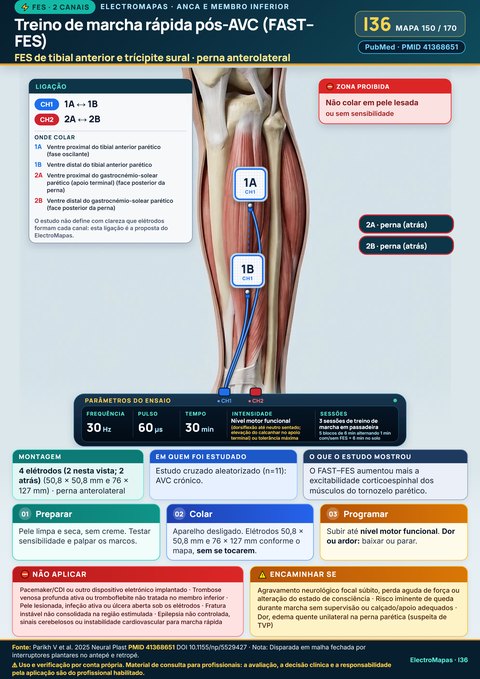 FES · 2 CANAIS
ELECTROMAPAS · ANCA E MEMBRO INFERIOR
Treino de marcha rápida pós-AVC (FAST–
FES)
FES de tibial anterior e trícipite sural · perna anterolateral
I36 MAPA 150 / 170
PubMed · PMID 41368651
LIGAÇÃO
CH1 1A ↔ 1B
CH2 2A ↔ 2B
ONDE COLAR
1A Ventre proximal do tibial anterior parético
(fase oscilante)
1B Ventre distal do tibial anterior parético
2A Ventre proximal do gastrocnémio-solear
parético (apoio terminal) (face posterior da
perna)
2B Ventre distal do gastrocnémio-solear parético
(face posterior da perna)
O estudo não define com clareza que elétrodos
formam cada canal: esta ligação é a proposta do
ElectroMapas.
ZONA PROIBIDA
Não colar em pele lesada
ou sem sensibilidade
1A
CH1
1B
CH1
2A · perna (atrás)
2B · perna (atrás)
CH1
CH2
PARÂMETROS DO ENSAIO
FREQUÊNCIA
30 Hz
PULSO
60 µs
TEMPO
30 min
INTENSIDADE
Nível motor funcional
(dorsiflexão até neutro sentado;
elevação do calcanhar no apoio
terminal) ou tolerância máxima
SESSÕES
3 sessões de treino de
marcha em passadeira
5 blocos de 6 min alternando 1 min
com/sem FES + 6 min no solo
MONTAGEM
4 elétrodos (2 nesta vista; 2
atrás) (50,8 × 50,8 mm e 76 ×
127 mm) · perna anterolateral
EM QUEM FOI ESTUDADO
Estudo cruzado aleatorizado (n=11):
AVC crónico.
O QUE O ESTUDO MOSTROU
O FAST–FES aumentou mais a
excitabilidade corticoespinhal dos
músculos do tornozelo parético.
01 Preparar
Pele limpa e seca, sem creme. Testar
sensibilidade e palpar os marcos.
02 Colar
Aparelho desligado. Elétrodos 50,8 ×
50,8 mm e 76 × 127 mm conforme o
mapa, sem se tocarem.
03 Programar
Subir até nível motor funcional. Dor
ou ardor: baixar ou parar.
NÃO APLICAR
Pacemaker/CDI ou outro dispositivo eletrónico implantado · Trombose
venosa profunda ativa ou tromboflebite não tratada no membro inferior ·
Pele lesionada, infeção ativa ou úlcera aberta sob os elétrodos · Fratura
instável não consolidada na região estimulada · Epilepsia não controlada,
sinais cerebelosos ou instabilidade cardiovascular para marcha rápida
ENCAMINHAR SE
Agravamento neurológico focal súbito, perda aguda de força ou
alteração do estado de consciência · Risco iminente de queda
durante marcha sem supervisão ou calçado/apoio adequados ·
Dor, edema quente unilateral na perna parética (suspeita de
TVP)
Fonte: Parikh V et al. 2025 Neural Plast PMID 41368651 DOI 10.1155/np/5529427 · Nota: Disparada em malha fechada por
interruptores plantares no antepé e retropé.
Uso e verificação por conta própria. Material de consulta para profissionais: a avaliação, a decisão clínica e a responsabilidade
pela aplicação são do profissional habilitado.
ElectroMapas · I36